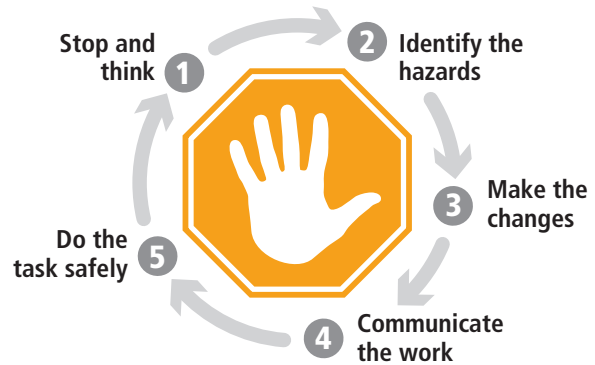 Stop and
think 1
2 Identify the
hazards
3 Make the
changes
4 Communicate
the work
Do the
task safely 5